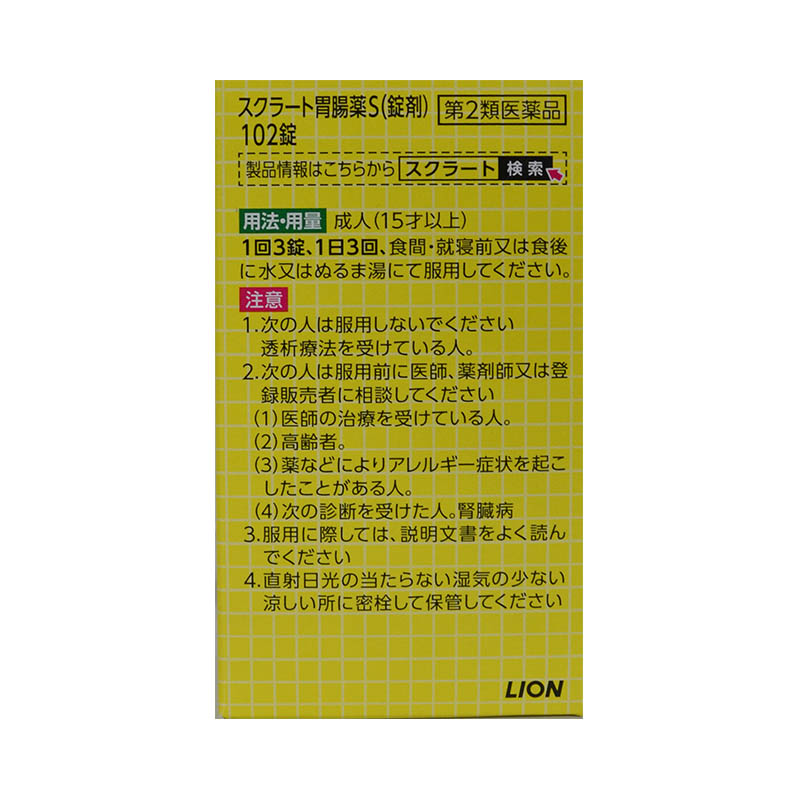 スクラート胃腸薬S(錠剤) 第2類医薬品
102錠
製品情報はこちらから スクラート 検索
用法・用量 成人(15才以上)
1回3錠、1日3回、食間・就寝前又は食後
に水又はぬるま湯にて服用してください。
注意
1.次の人は服用しないでください
透析療法を受けている人。
2.次の人は服用前に医師、薬剤師又は登
録販売者に相談してください
(1)医師の治療を受けている人。
(2)高齢者。
(3)薬などによりアレルギー症状を起こ
したことがある人。
(4)次の診断を受けた人。腎臓病
3.服用に際しては、説明文書をよく読ん
でください
4.直射日光の当たらない湿気の少ない
涼しい所に密栓して保管してください
LION